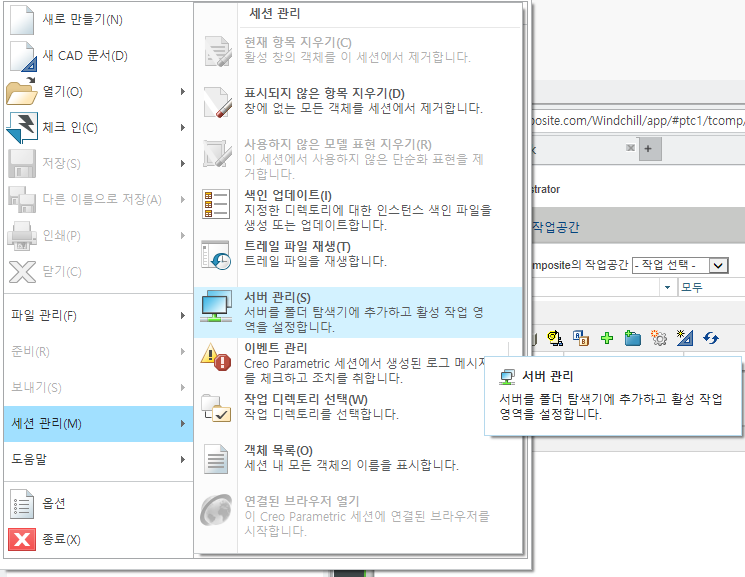 새로 만들기(N)
새 CAD 문서(D)
열기(O)
체크 인(C)
저장(S)
다른 이름으로 저장(A)
인쇄(P)
닫기(C)
파일 관리(F)
준비(R)
보내기(S)
세션 관리(M)
도움말
옵션
종료(X)
세션 관리
현재 항목 지우기(C)
활성 창의 객체를 이 세션에서 제거합니다.
표시되지 않은 항목 지우기(D)
창에 없는 모든 객체를 세션에서 제거합니다.
사용하지 않은 모델 표현 지우기(R)
이 세션에서 사용하지 않은 단순화 표현을 제
거합니다.
색인 업데이트(I)
지정한 디렉토리에 대한 인스턴스 색인 파일을
생성 또는 업데이트합니다.
트레일 파일 재생(T)
트레일 파일을 재생합니다.
서버 관리(S)
서버를 폴더 탐색기에 추가하고 활성 작업 영
역을 설정합니다.
이벤트 관리
Creo Parametric 세션에서 생성된 로그 메시지
를 체크하고 조치를 취합니다.
작업 디렉토리 선택(W)
작업 디렉토리를 선택합니다.
객체 목록(O)
세션 내 모든 객체의 이름을 표시합니다.
연결된 브라우저 열기
이 Creo Parametric 세션에 연결된 브라우저를
시작합니다.
posite.com/Windchill/app/#ptc1/tcomp/
strator
작업공간
mposite의 작업공간 - 작업 선택 -
모두
서버 관리
서버를 폴더 탐색기에 추가하고 활성 작업
영역을 설정합니다.